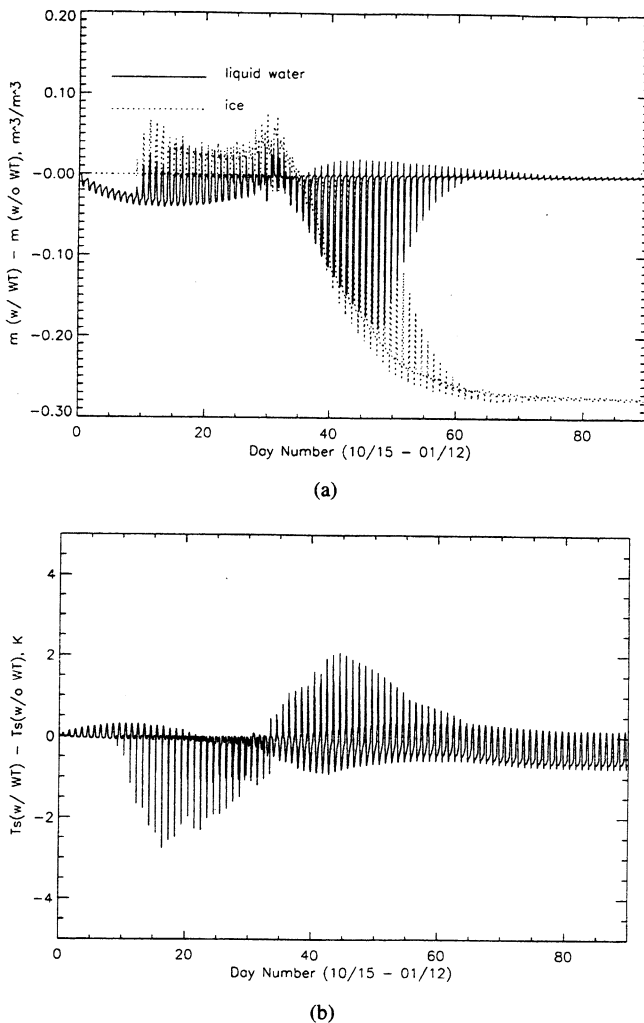 0.20
0.10
-0.00
-0.10
-0.20
-0.30
m (w/ WT) - m (w/o WT), m^3/m^3
liquid water
ice
0
20
40
60
80
Day Number (10/15 - 01/12)
(a)
4
2
0
-2
-4
Ts(w/ WT) - Ts(w/o WT), K
0
20
40
60
80
Day Number (10/15 - 01/12)
(b)